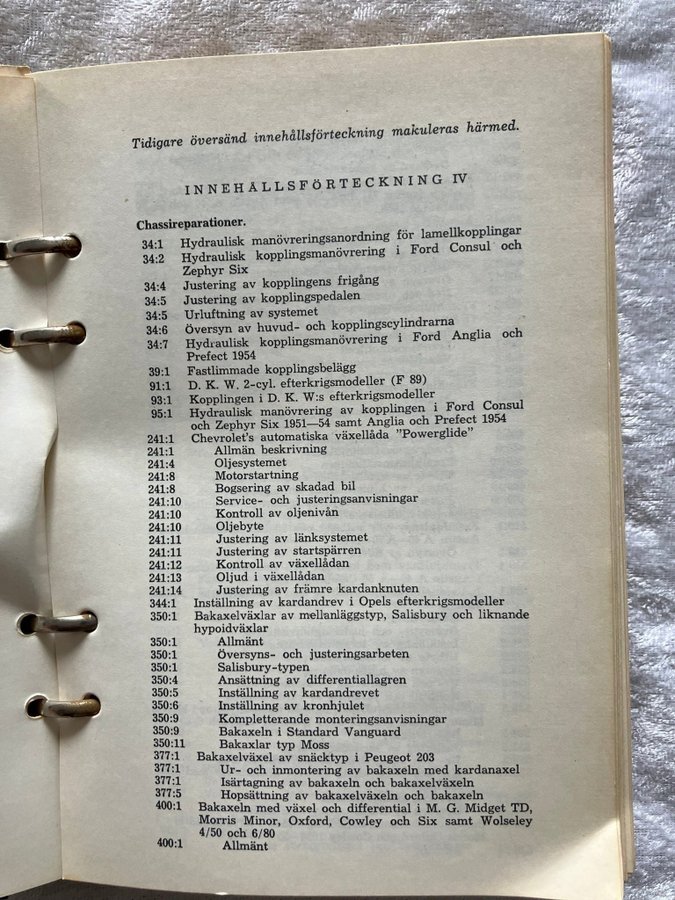 Tidigare översänd innehållsförteckning makuleras härmed.
INNEHÅLLSFÖRTECKNING IV
Chassireparationer.
34:1 Hydraulisk manövreringsanordning för lamellkopplingar
34:2 Hydraulisk kopplingsmanövrering i Ford Consul och
Zephyr Six
34:4 Justering av kopplingens frigång
34:5 Justering av kopplingspedalen
34:5 Urluftning av systemet
34:6 Översyn av huvud- och kopplingscylindrarna
34:7 Hydraulisk kopplingsmanövrering i Ford Anglia och
Prefect 1954
39:1 Fastlimmade kopplingsbelägg
91:1 D. K. W. 2-cyl. efterkrigsmodeller (F 89)
93:1 Kopplingen i D. K. W:s efterkrigsmodeller
95:1 Hydraulisk manövrering av kopplingen i Ford Consul
och Zephyr Six 1951—54 samt Anglia och Prefect 1954
241:1 Chevrolet's automatiska växellåda "Powerglide"
241:1 Allmän beskrivning
241:4 Oljesystemet
241:8 Motorstartning
241:8 Bogsering av skadad bil
241:10 Service- och justeringsanvisningar
241:10 Kontroll av oljenivån
241:10 Oljebyte
241:11 Justering av länksystemet
241:11 Justering av startspärren
241:12 Kontroll av växellådan
241:13 Oljud i växellådan
241:14 Justering av främre kardanknuten
344:1 Inställning av kardandrev i Opels efterkrigsmodeller
350:1 Bakaxelväxlar av mellanläggstyp, Salisbury och liknande
hypoidväxlar
350:1 Allmänt
350:1 Översyns- och justeringsarbeten
350:1 Salisbury-typen
350:4 Ansättning av differentiallagren
350:5 Inställning av kardandrevet
350:6 Inställning av kronhjulet
350:9 Kompletterande monteringsanvisningar
350:9 Bakaxeln i Standard Vanguard
350:11 Bakaxlar typ Moss
377:1 Bakaxelväxel av snäcktyp i Peugeot 203
377:1 Ur- och inmontering av bakaxeln med kardanaxel
377:1 Isärtagning av bakaxeln och bakaxelväxeln
377:5 Hopsättning av bakaxelväxeln och bakaxeln
400:1 Bakaxeln med växel och differential i M. G. Midget TD,
Morris Minor, Oxford, Cowley och Six samt Wolseley
4/50 och 6/80
400:1 Allmänt